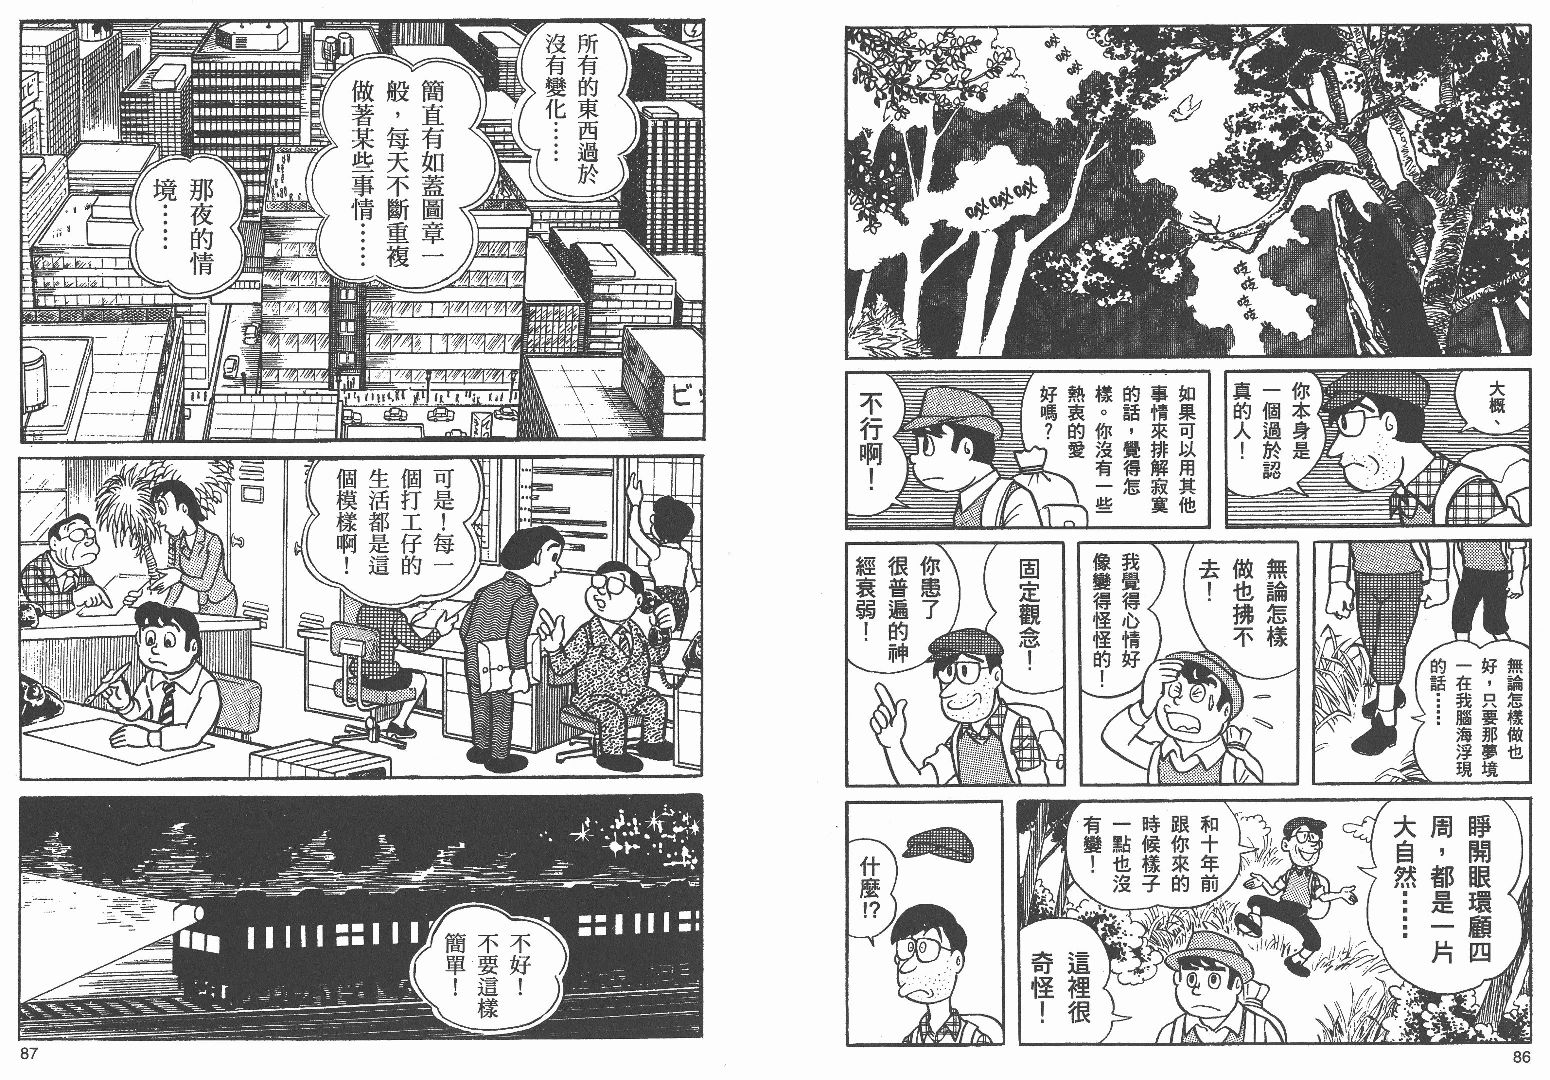 吱吱吱
吱吱吱
吱吱吱吱
大概、
你本身是
一個過於認
真的人！
如果可以用其他
事情來排解寂寞
的話，覺得怎
樣。你沒有一些
熱衷的愛
好嗎？
不行啊！
無論怎樣做也
好，只要那夢境
一在我腦海浮現
的話……
無論怎樣
做也拂不
去！
我覺得心情好
像變得怪怪的！
固定觀念！
你患了
很普遍的神
經衰弱！
睜開眼環顧四
周，都是一片
大自然……
和十年前
跟你來的
時候樣子
一點也沒
有變！
這裡很
奇怪！
什麼!?
86
所有的東西過於
沒有變化……
簡直有如蓋圖章一
般，每天不斷重複
做著某些事情……
那夜的情
境……
ビ
可是！每一
個打工仔的
生活都是這
個模樣啊！
不好！
不要這樣
簡單！
87